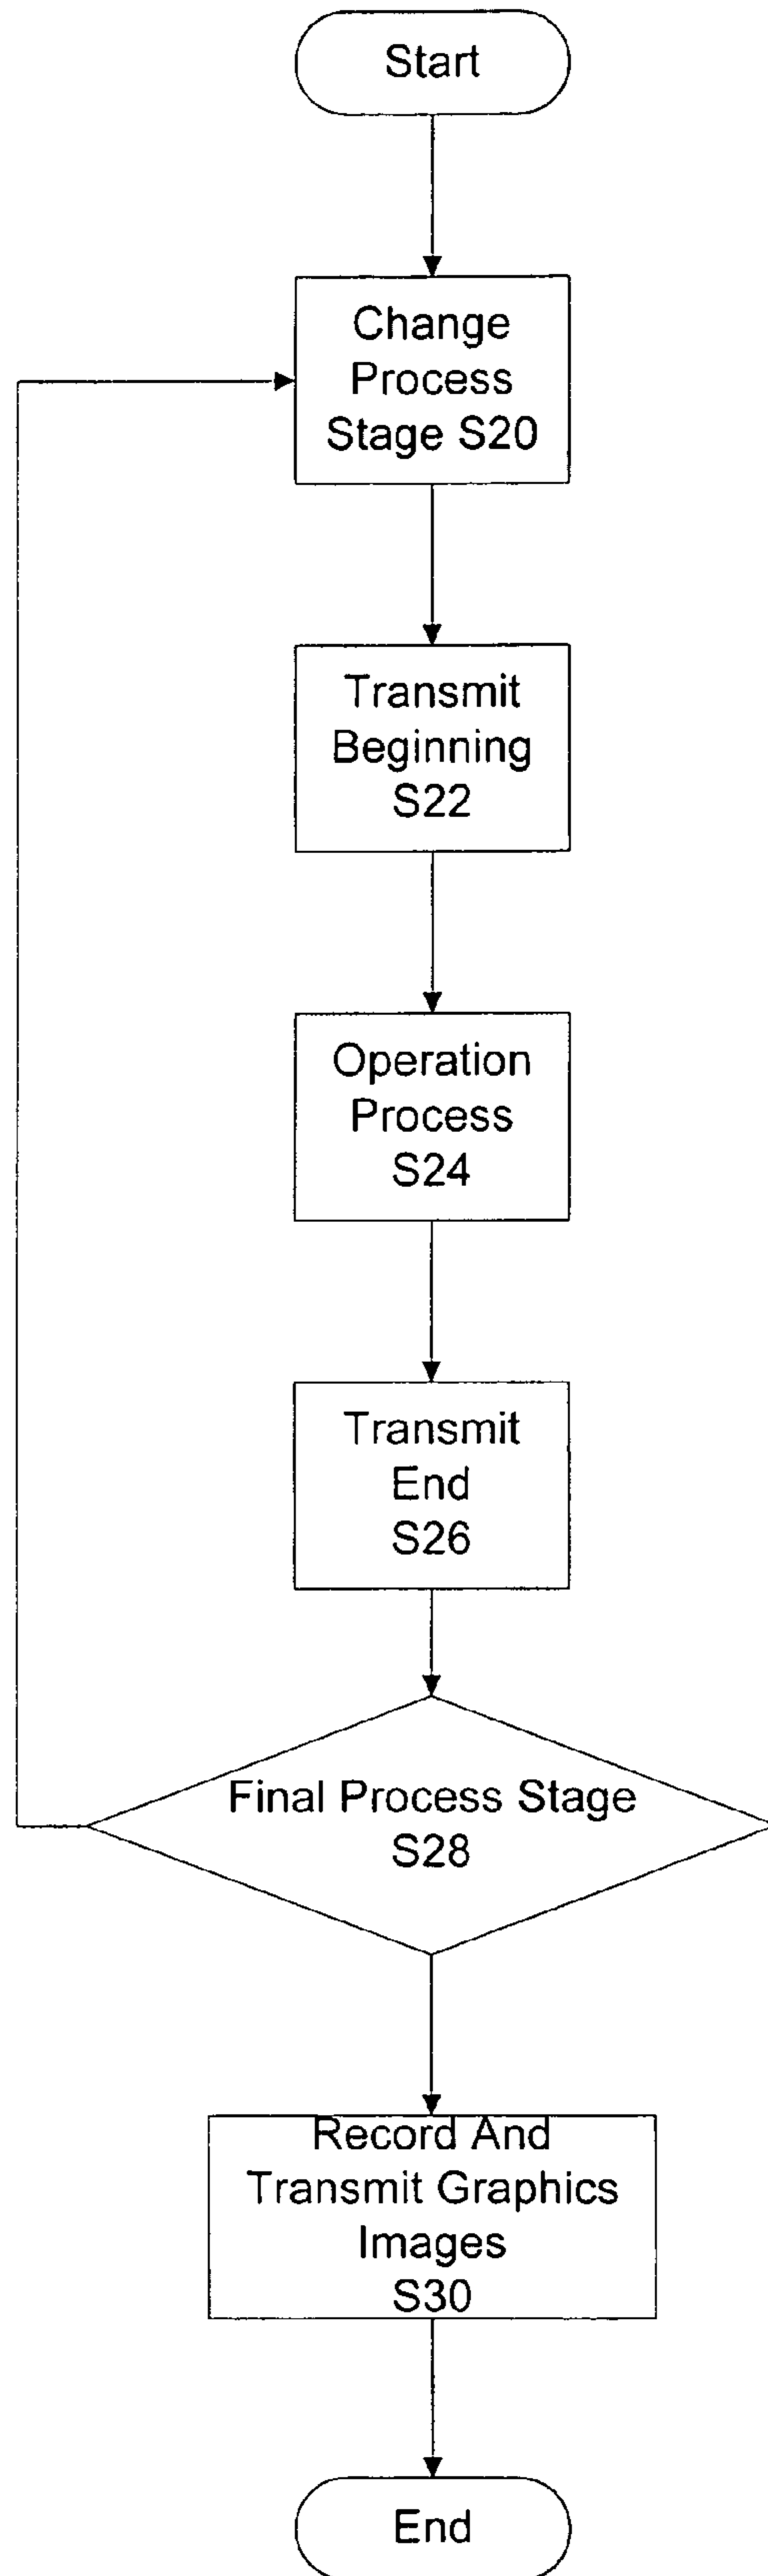 Start
Change
Process
Stage S20
Transmit
Beginning
S22
Operation
Process
S24
Transmit
End
S26
Final Process Stage
S28
Record And
Transmit Graphics
Images
S30
End